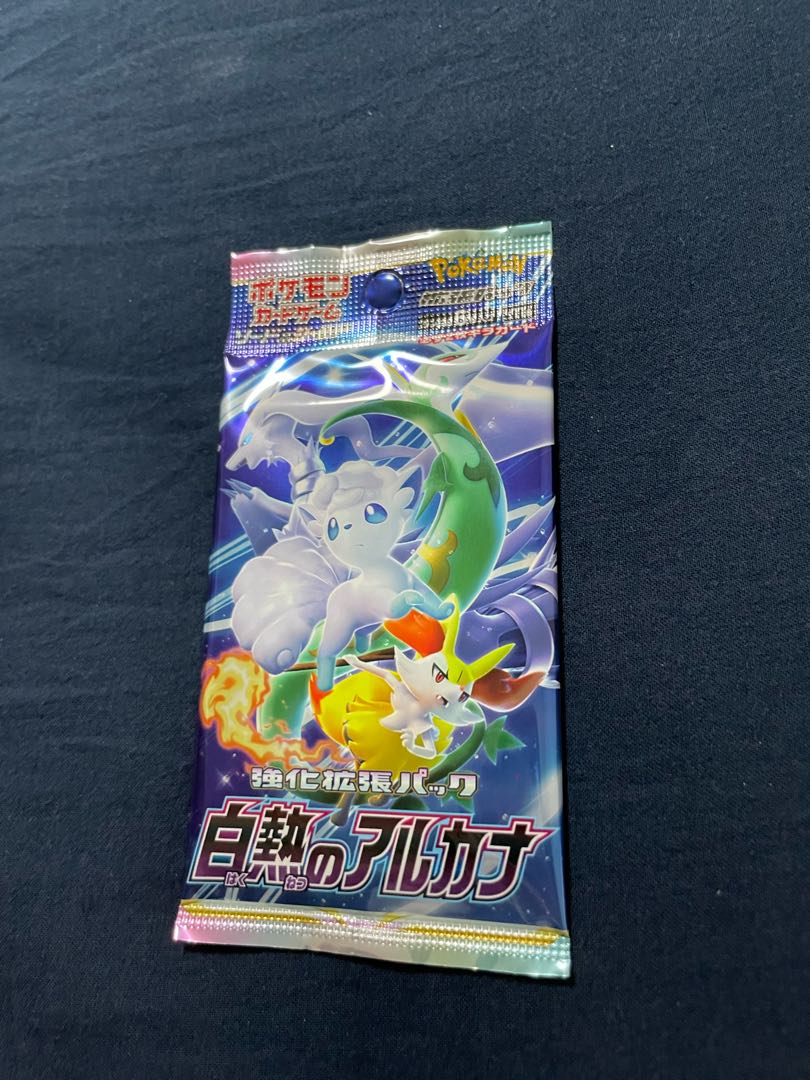 ポケモン
カードゲーム
Pokémon
強化拡張パック
白熱のアルカナ
はく ねつ